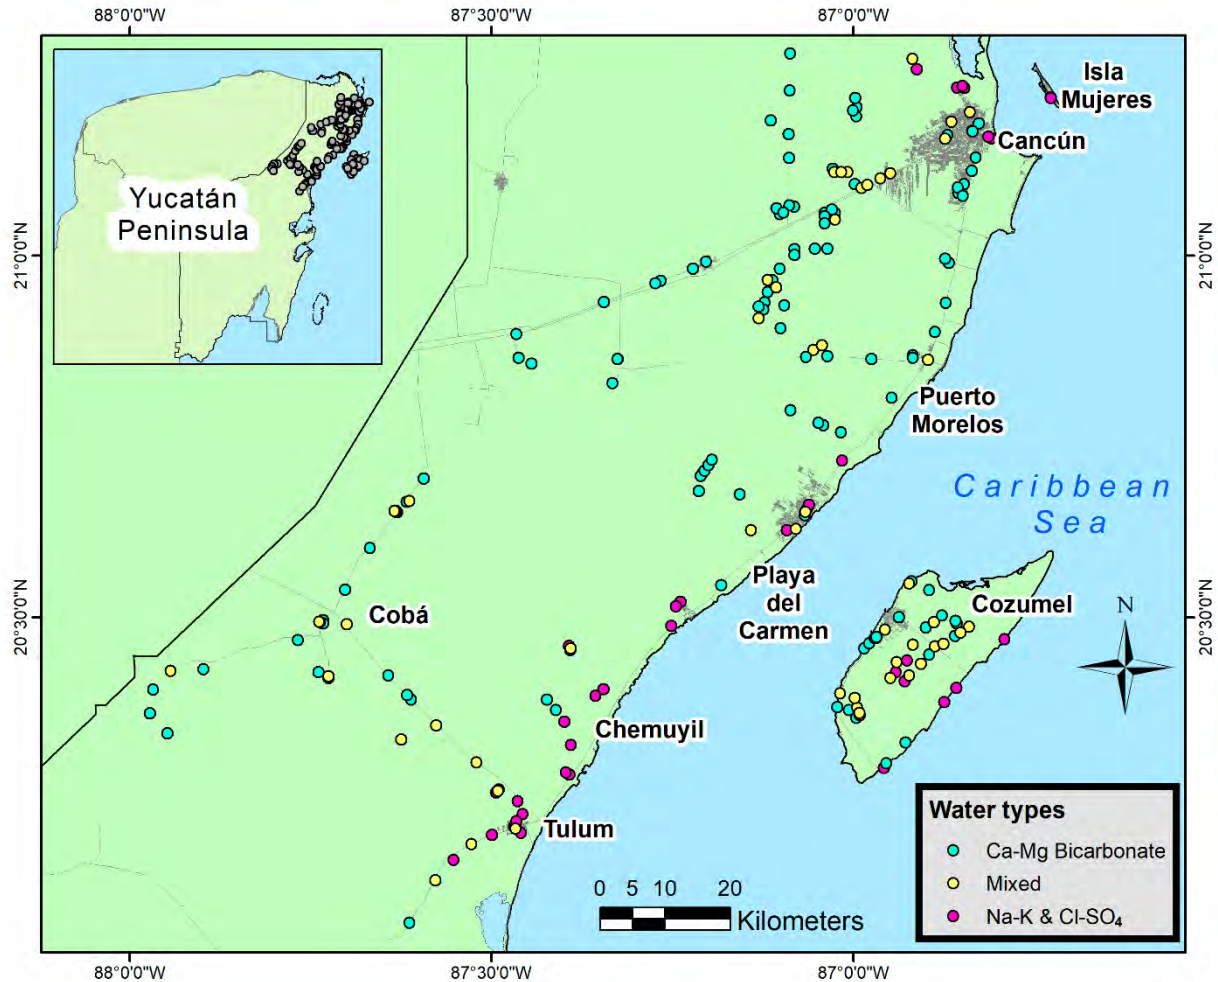 88°0'0"W
87°30'0"W
87°0'0"W
Isla
Mujeres
Cancún
Yucatán
Peninsula
21°0'0"N
21°0'0"N
Puerto
Morelos
Caribbean
Sea
Playa
del
Carmen
Cobá
Cozumel
N
20°30'0"N
20°30'0"N
Chemuyil
Tulum
Water types
Ca-Mg Bicarbonate
Mixed
Na-K & Cl-SO₄
0 5 10 20
Kilometers
88°0'0"W
87°30'0"W
87°0'0"W